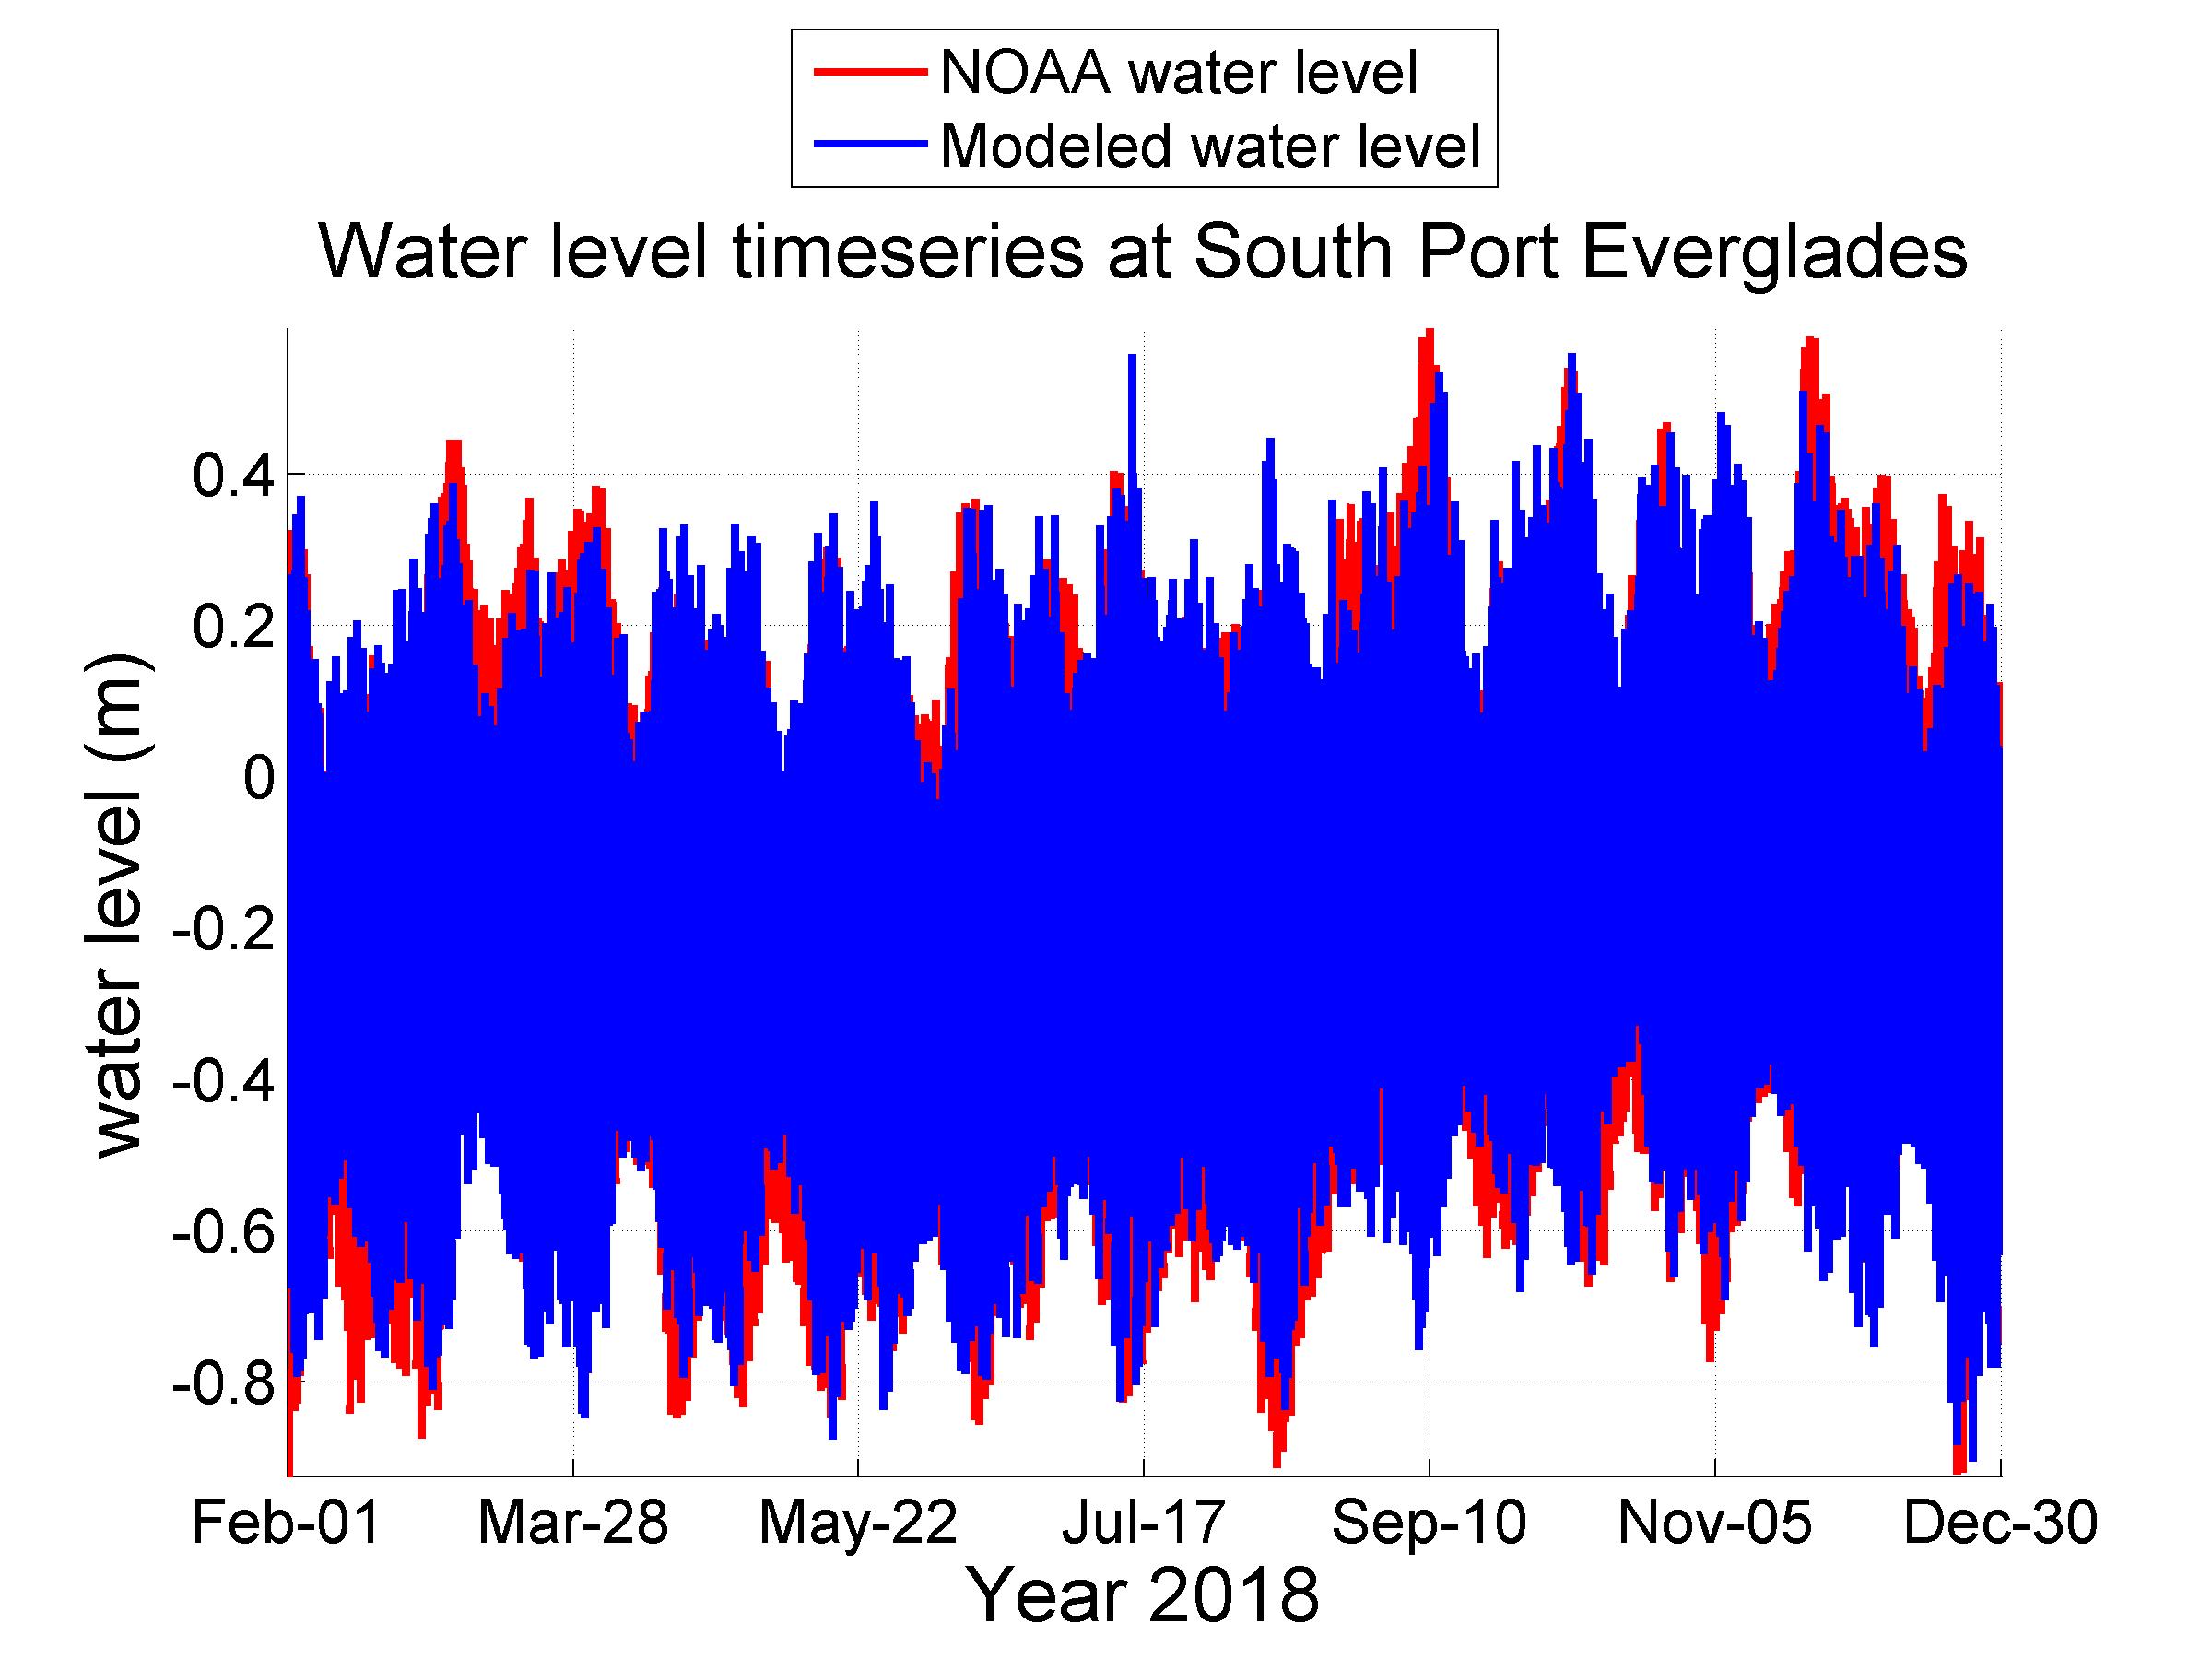 NOAA water level
Modeled water level
Water level timeseries at South Port Everglades
0.4
0.2
0
-0.2
-0.4
-0.6
-0.8
water level (m)
Feb-01 Mar-28 May-22 Jul-17 Sep-10 Nov-05 Dec-30
Year 2018